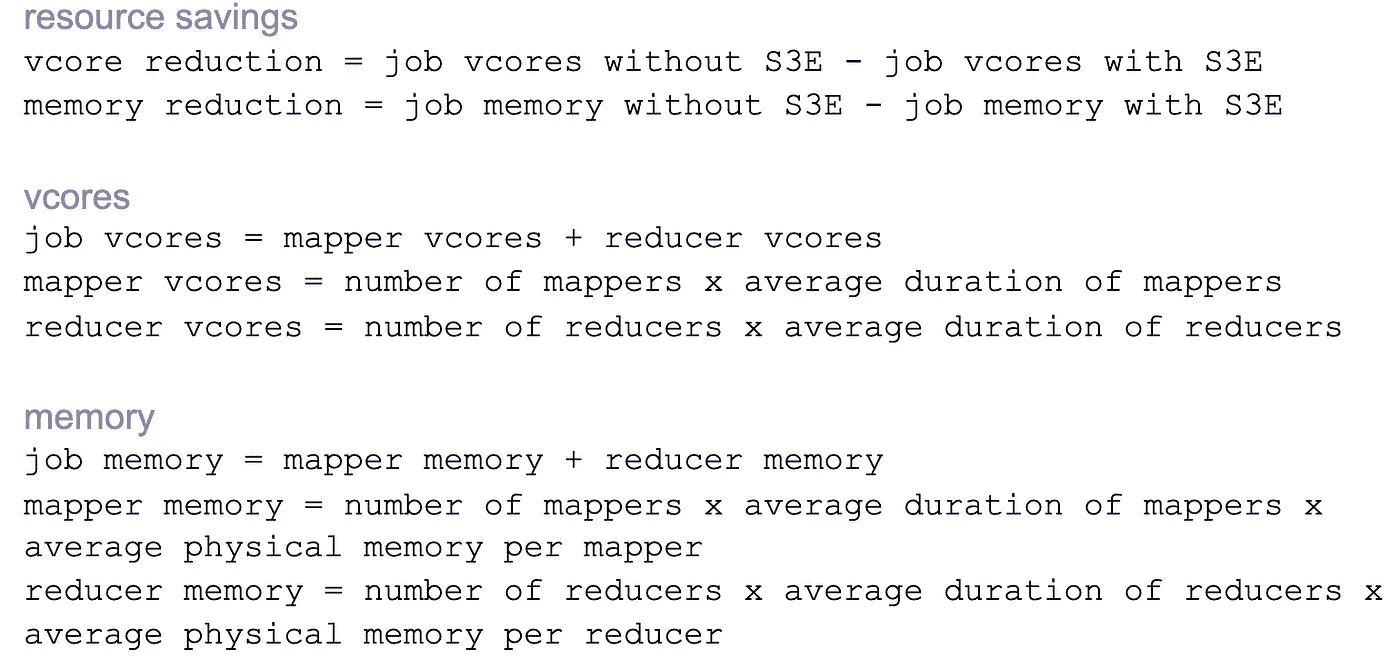 resource savings
vcore reduction = job vcores without S3E - job vcores with S3E
memory reduction = job memory without S3E - job memory with S3E
vcores
job vcores = mapper vcores + reducer vcores
mapper vcores = number of mappers x average duration of mappers
reducer vcores = number of reducers x average duration of reducers
memory
job memory = mapper memory + reducer memory
mapper memory = number of mappers x average duration of mappers x
average physical memory per mapper
reducer memory = number of reducers x average duration of reducers x
average physical memory per reducer